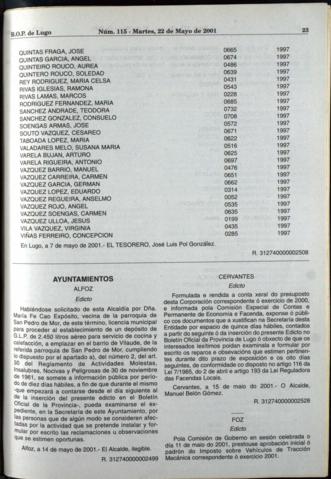 B.O.P. de Lugo Núm. 115 - Martes, 22 de Mayo de 2001 23
QUINTAS FRAGA, JOSE 0665 1997
QUINTAS GARCIA, ANGEL 0674 1997
QUINTEIRO ROUCO, AUREA 0486 1997
QUINTERO ROUCO, SOLEDAD 0639 1997
REY RODRIGUEZ, MARIA CELSA 0431 1997
RIVAS IGLESIAS, RAMONA 0543 1997
RIVAS LAMAS, MARCOS 0228 1997
RODRIGUEZ FERNANDEZ, MARIA 0685 1997
SANCHEZ ANDRADE, TEODORA 0732 1997
SANCHEZ GONZALEZ, CONSUELO 0708 1997
SOENGAS ARMAS, JOSE 0572 1997
SOUTO VAZQUEZ, CESAREO 0671 1997
TABOADA LOPEZ, MARIA 0622 1997
VALADARES MELO, SUSANA MARIA 0516 1997
VARELA BUJAN, ARTURO 0625 1997
VARELA RIGUEIRA, ANTONIO 0697 1997
VAZQUEZ BARRIO, MANUEL 0476 1997
VAZQUEZ CARREIRA, CARMEN 0651 1997
VAZQUEZ GARCIA, GERMAN 0662 1997
VAZQUEZ LOPEZ, EDUARDO 0314 1997
VAZQUEZ REGUEIRA, ANSELMO 0052 1997
VAZQUEZ ROJO, ANGEL 0535 1997
VAZQUEZ SOENGAS, CARMEN 0635 1997
VAZQUEZ ULLOA, JESUS 0199 1997
VILA VAZQUEZ, VIRGINIA 0435 1997
VIÑAS FERREIRO, CONCEPCION 0285 1997
En Lugo, a 7 de mayo de 2001.- EL TESORERO, José Luis Pol González.
R. 312740000002508
AYUNTAMIENTOS
ALFOZ
Edicto
Habiéndose solicitado de esta Alcaldía por Dña.
María Fe Cao Expósito, vecina de la parroquia de
San Pedro de Mor, de este término, licencia municipal
para proceder al establecimiento de un depósito de
G.L.P. de 2.450 litros aéreo para servicio de cocina y
calefacción, a emplazar en el barrio de Vilaude, de la
referida parroquia de San Pedro de Mor, cumpliendo
lo dispuesto por el apartado a), del número 2, del art.
30 del Reglamento de Actividades Molestas,
Insalubres, Nocivas y Peligrosas de 30 de noviembre
de 1961, se somete a información pública por período
de diez días hábiles, a fin de que durante el mismo
que empezará a contarse desde el día siguiente al
de la inserción del presente edicto en el Boletín
Oficial de la Provincia-, pueda examinarse el expediente,
en la Secretaría de este Ayuntamiento, por
las personas que de algún modo se consideren afectadas
por la actividad que se pretende instalar y formular
por escrito las reclamaciones u observaciones
que se estimen oportunas.
Alfoz, a 14 de mayo de 2001.- El Alcalde, ilegible.
R. 312740000002499
CERVANTES
Edicto
Formulada e rendida a conta xeral do presuposto
desta Corporación correspondente ó exercicio de 2000,
e informada pola Comisión Especial de Contas e
Permanente de Economía e Facenda, exponse ó público
cos documentos que a xustifican na Secretaría desta
Entidade por espacio de quince días hábiles, contados
a partir do seguinte ó da inserción do presente Edicto no
Boletín Oficial da Provincia de Lugo ó obxecto de que os
interesados lexítimos poidan examinala e formular por
escrito os reparos e observacións que estimen pertinentes
durante dito prazo de exposición e os oito días
seguintes, de conformidade co disposto no artigo 116 da
Lei 7/1985, do 2 de abril e artigo 193 da Lei Reguladora
das Facendas Locais.
Cervantes, a 15 de maio do 2001.- O Alcalde,
Manuel Belón Gómez.
R. 312740000002528
FOZ
Edicto
Pola Comisión de Goberno en sesión celebrada o
día 11 de maio do 2001, prestouse aprobación inicial ó
padrón do Imposto sobre Vehículos de Tracción
Mecánica correspondente ó exercicio 2001.